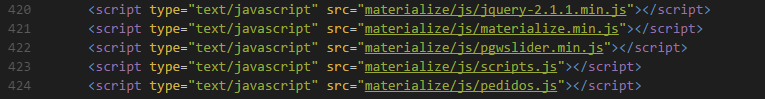 420 <script type="text/javascript" src="materialize/js/jquery-2.1.1.min.js"></script>
421 <script type="text/javascript" src="materialize/js/materialize.min.js"></script>
422 <script type="text/javascript" src="materialize/js/pgwslider.min.js"></script>
423 <script type="text/javascript" src="materialize/js/scripts.js"></script>
424 <script type="text/javascript" src="materialize/js/pedidos.js"></script>